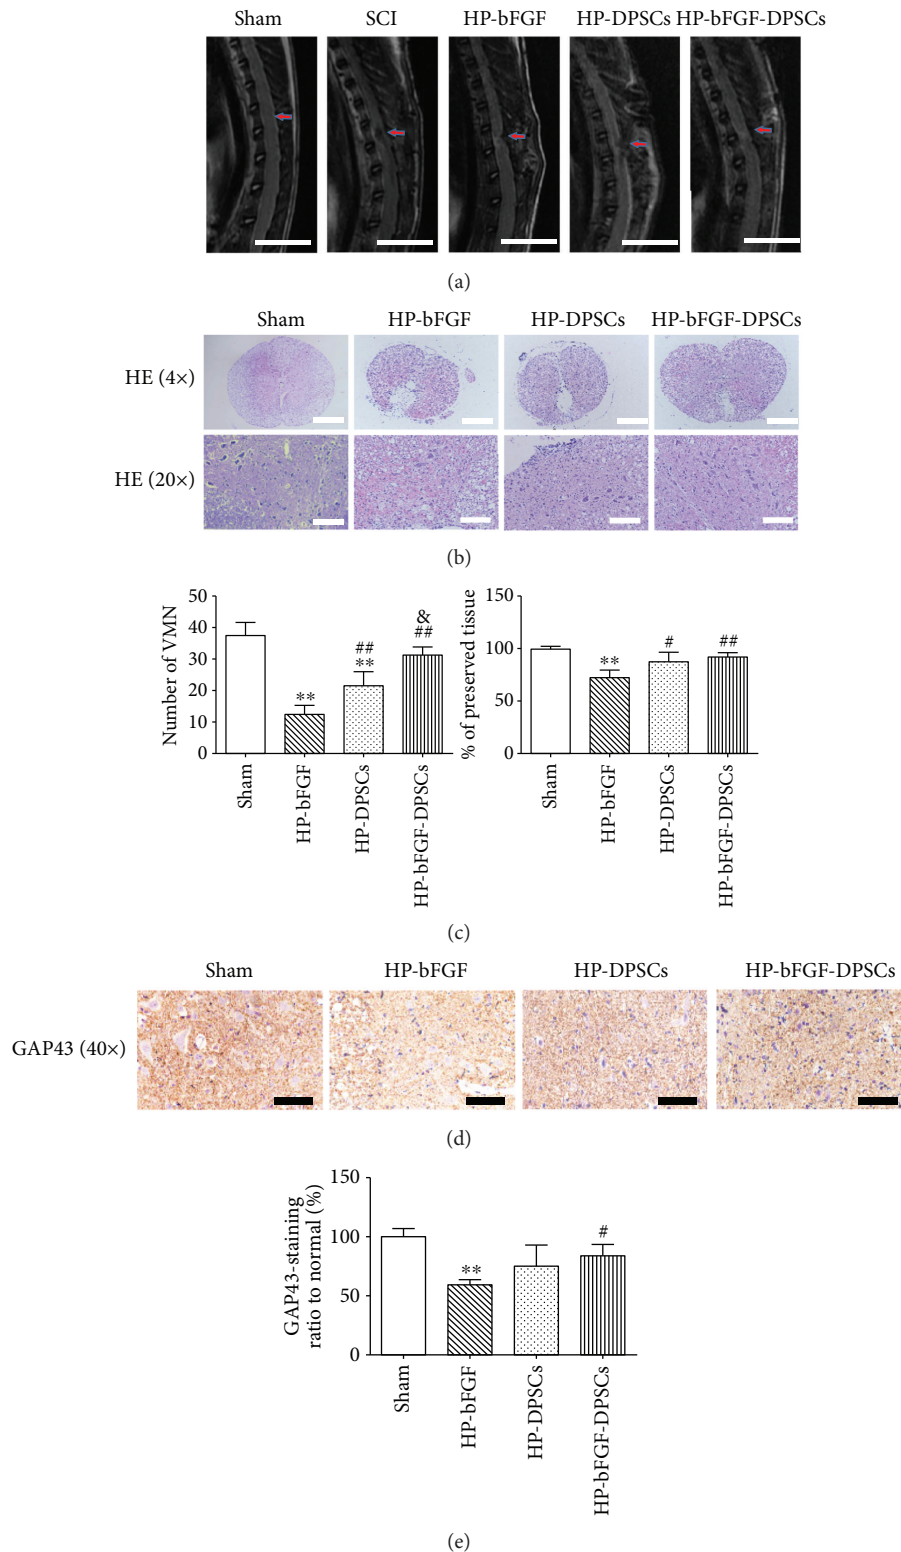 Sham SCI HP-bFGF HP-DPSCs HP-bFGF-DPSCs
(a)
Sham HP-bFGF HP-DPSCs HP-bFGF-DPSCs
HE (4×)
HE (20×)
(b)
Number of VMN
50
40
30
20
10
0
**
##
**
&
##
Sham
HP-bFGF
HP-DPSCs
HP-bFGF-DPSCs
% of preserved tissue
150
100
50
0
**
#
##
Sham
HP-bFGF
HP-DPSCs
HP-bFGF-DPSCs
(c)
Sham HP-bFGF HP-DPSCs HP-bFGF-DPSCs
GAP43 (40×)
(d)
GAP43-staining
ratio to normal (%)
150
100
50
0
**
#
Sham
HP-bFGF
HP-DPSCs
HP-bFGF-DPSCs
(e)